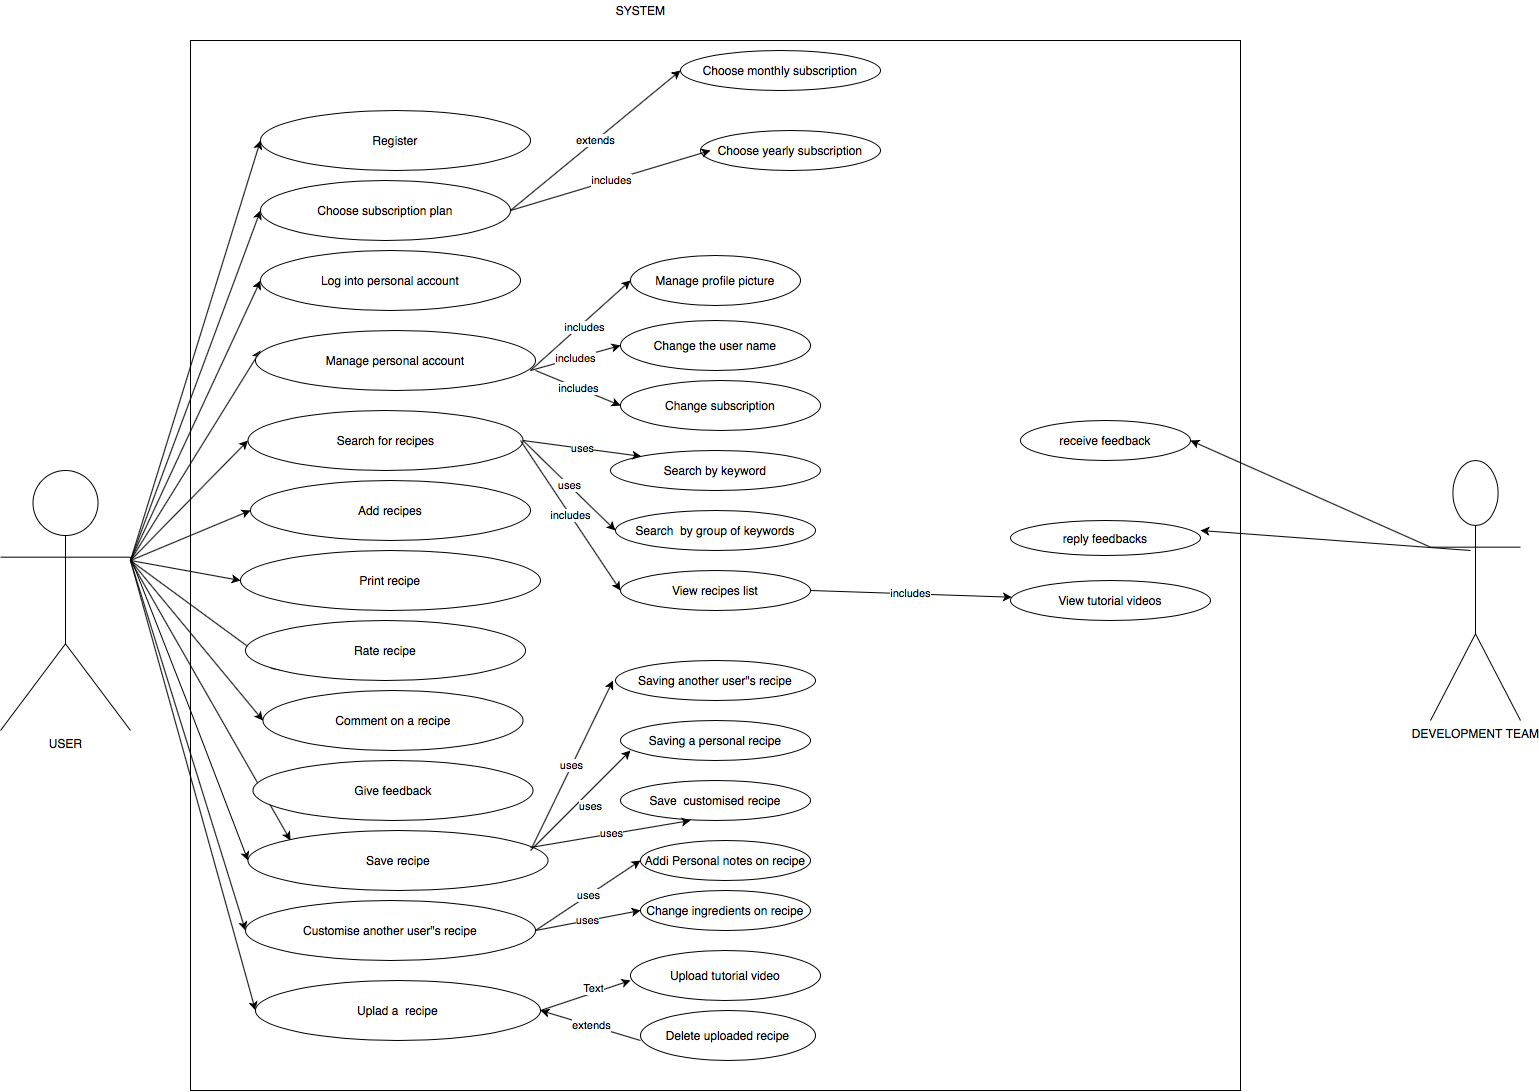 SYSTEM
Choose monthly subscription
extends
Register
Choose yearly subscription
includes
Choose subscription plan
Log into personal account
Manage profile picture
includes
Change the user name
includes
Manage personal account
includes
Change subscription
Search for recipes
uses
Search by keyword
receive feedback
uses
Add recipes
includes
Search  by group of keywords
reply feedbacks
Print recipe
View recipes list
includes
View tutorial videos
Rate recipe
Saving another user"s recipe
Comment on a recipe
Saving a personal recipe
USER
DEVELOPMENT TEAM
uses
Give feedback
Save  customised recipe
uses
uses
Save recipe
Addi Personal notes on recipe
uses
Change ingredients on recipe
uses
Customise another user"s recipe
Upload tutorial video
Text
Uplad a  recipe
extends
Delete uploaded recipe